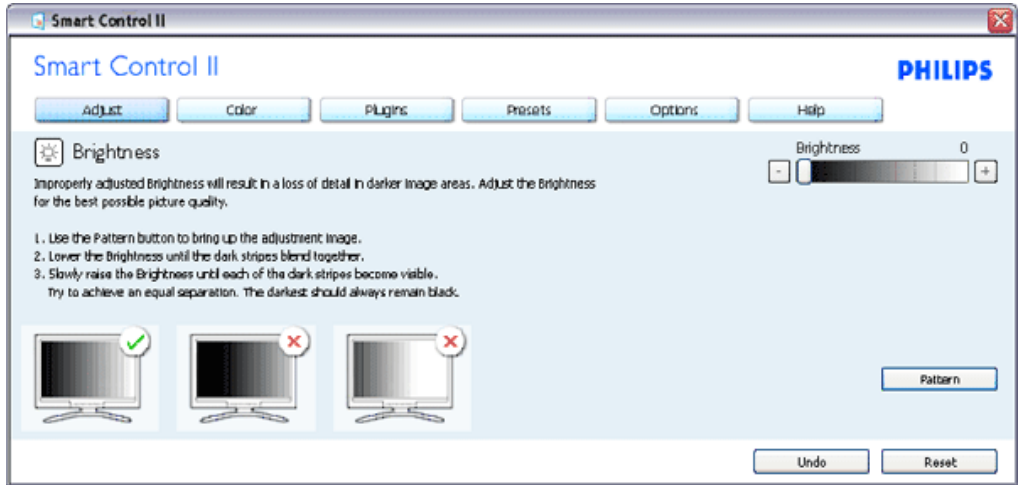 Smart Control II
Smart Control II
PHILIPS
Adjust Color Plugins Presets Options Help
Brightness
Brightness 0
- +
Improperly adjusted Brightness will result in a loss of detail in darker image areas. Adjust the Brightness
for the best possible picture quality.
1. Use the Pattern button to bring up the adjustment image.
2. Lower the Brightness until the dark stripes blend together.
3. Slowly raise the Brightness until each of the dark stripes become visible.
Try to achieve an equal separation. The darkest should always remain black.
Pattern
Undo Reset